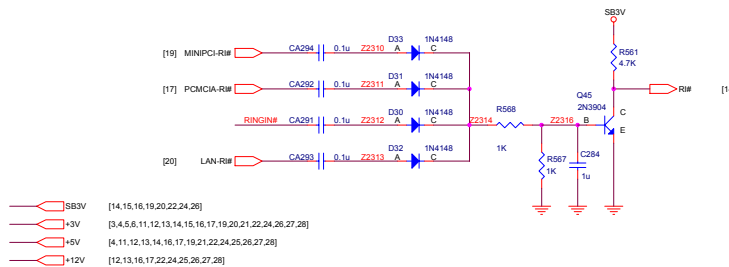 SB3V
D33 1N4148
[19] MINIPCI-RI# CA294 0.1u Z2310 A C
R561
4.7K
D31 1N4148
[17] PCMCIA-RI# CA292 0.1u Z2311 A C
RI#
Q45
2N3904
D30 1N4148
RINGIN# CA291 0.1u Z2312 A C
Z2314 R568 Z2316 B C
1K E
D32 1N4148
[20] LAN-RI# CA293 0.1u Z2313 A C
R567 C284
1K 1u
SB3V [14,15,16,19,20,22,24,26]
+3V [3,4,5,6,11,12,13,14,15,16,17,19,20,21,22,24,26,27,28]
+5V [4,11,12,13,14,16,17,19,21,22,24,25,26,27,28]
+12V [12,13,16,17,22,24,25,26,27,28]